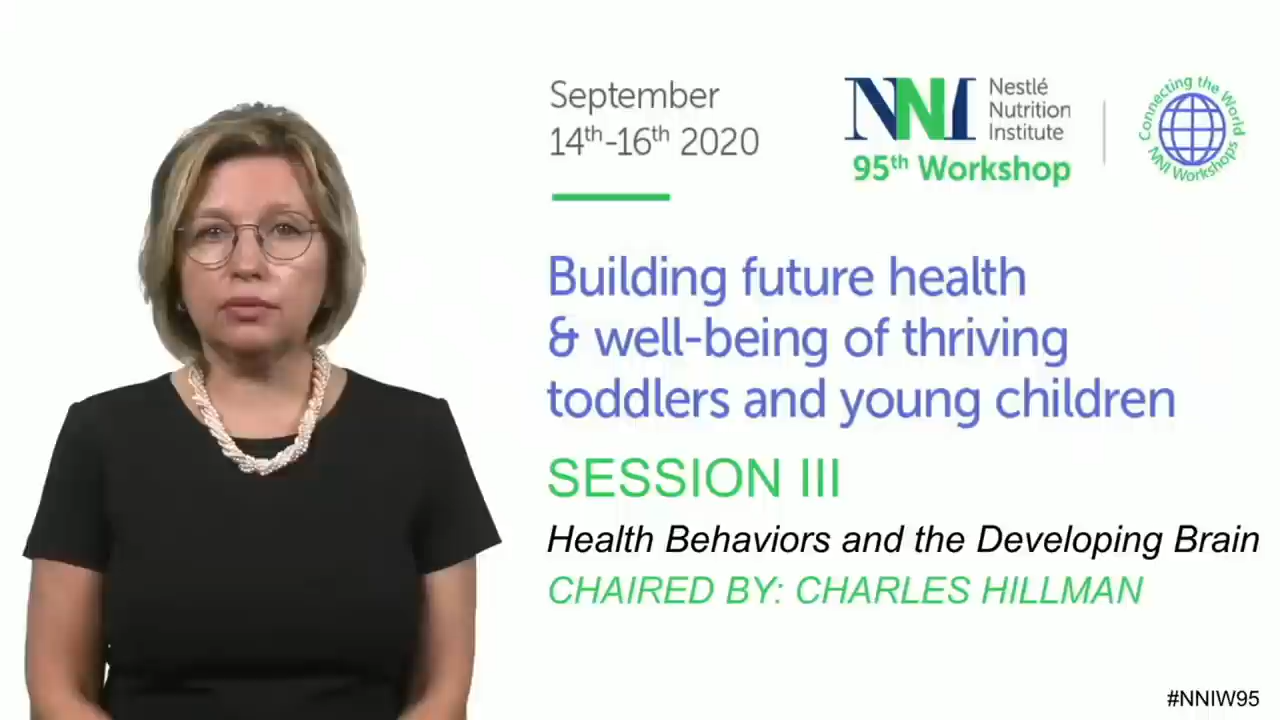 September
14th-16th 2020
NNI
Nestlé
Nutrition
Institute
95th Workshop
Connecting the World
NNI Workshops
Building future health
& well-being of thriving
toddlers and young children
SESSION III
Health Behaviors and the Developing Brain
CHAIRED BY: CHARLES HILLMAN
#NNIW95